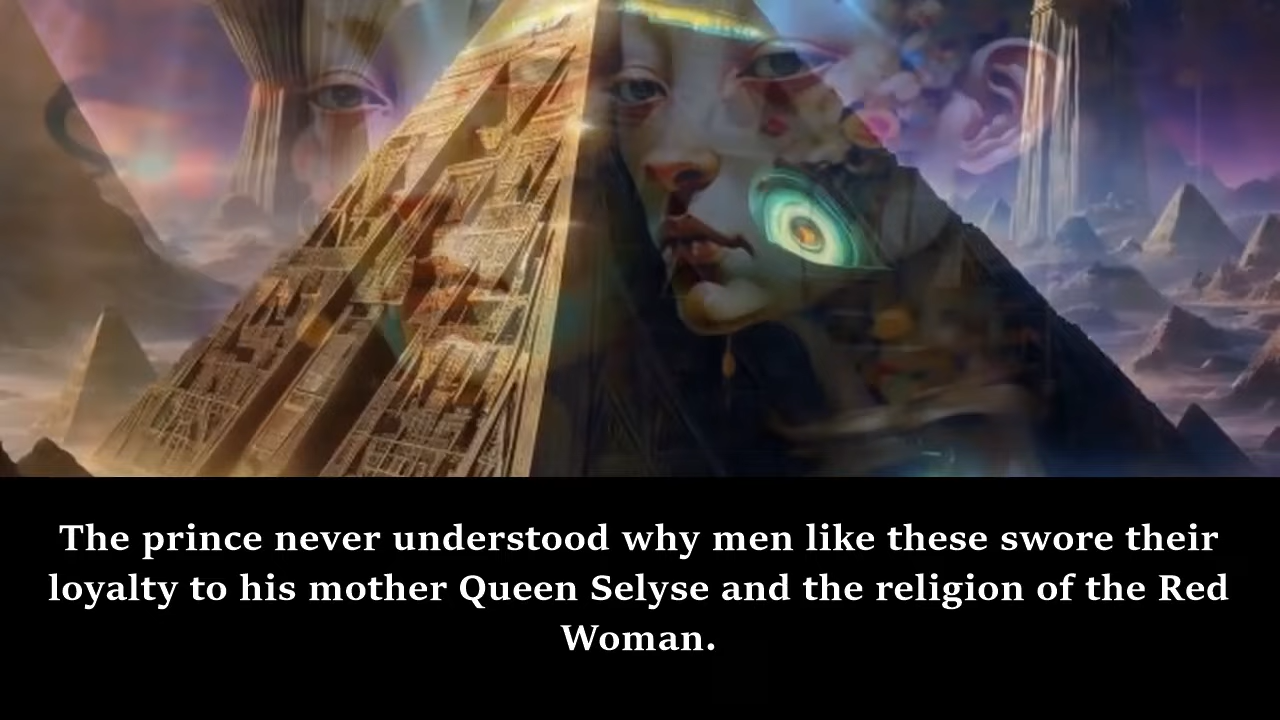 The prince never understood why men like these swore their
loyalty to his mother Queen Selyse and the religion of the Red
Woman.